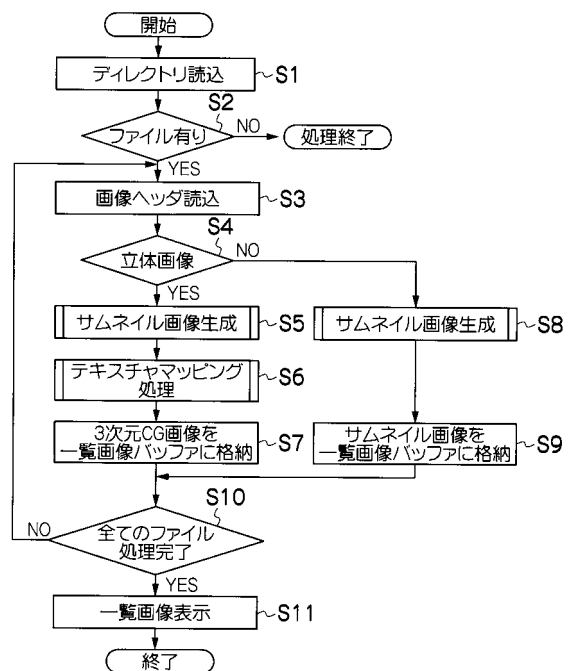 開始
ディレクトリ読込 S1
S2
ファイル有り NO 処理終了
YES
画像ヘッダ読込 S3
S4
立体画像 NO
YES
サムネイル画像生成 S5 サムネイル画像生成 S8
テキスチャマッピング
処理 S6
3次元CG画像を
一覧画像バッファに格納 S7
サムネイル画像を
一覧画像バッファに格納 S9
S10
NO 全てのファイル
処理完了
YES
一覧画像表示 S11
終了